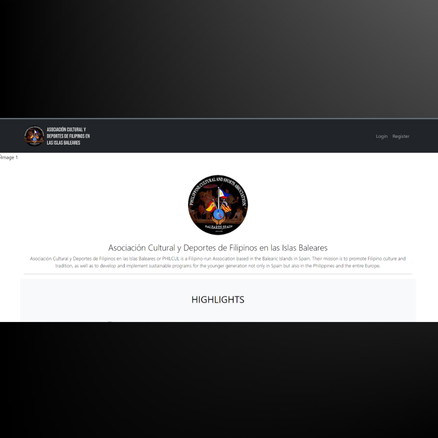 ASOCIACIÓN CULTURAL Y
DEPORTES DE FILIPINOS EN
LAS ISLAS BALEARES
Login Register
Image 1
PHILIPPINE CULTURAL AND SPORTS ASSOCIATION
BALEARES SPAIN
Asociación Cultural y Deportes de Filipinos en las Islas Baleares
Asociación Cultural y Deportes de Filipinos en las Islas Baleares or PHILCUL is a Filipino-run Association based in the Balearic Islands in Spain. Their mission is to promote Filipino culture and
tradition, as well as to develop and implement sustainable programs for the younger generation not only in Spain but also in the Philippines and the entire Europe.
HIGHLIGHTS